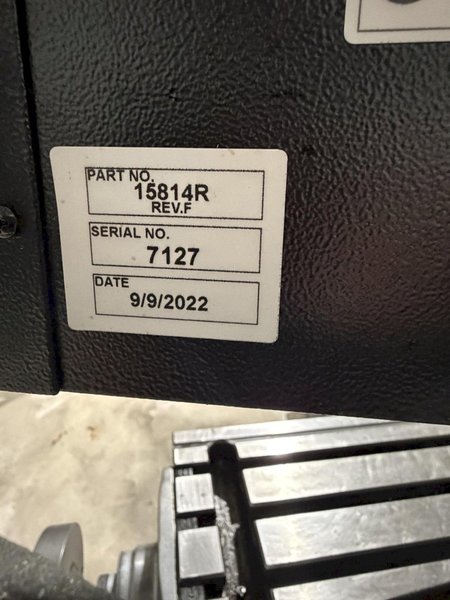 PART NO.
15814R
REV.F
SERIAL NO.
7127
DATE
9/9/2022